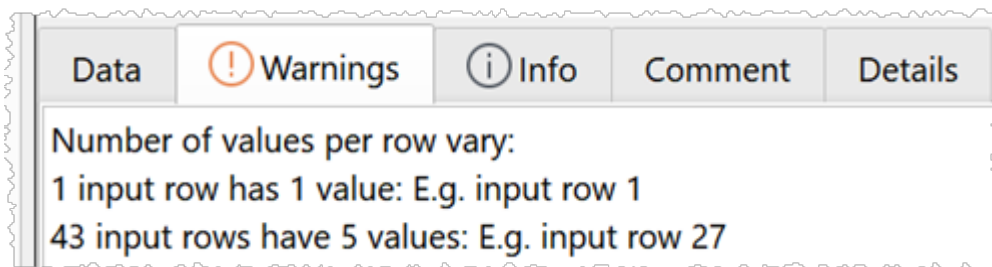 Data Warnings Info Comment Details
Number of values per row vary:
1 input row has 1 value: E.g. input row 1
43 input rows have 5 values: E.g. input row 27